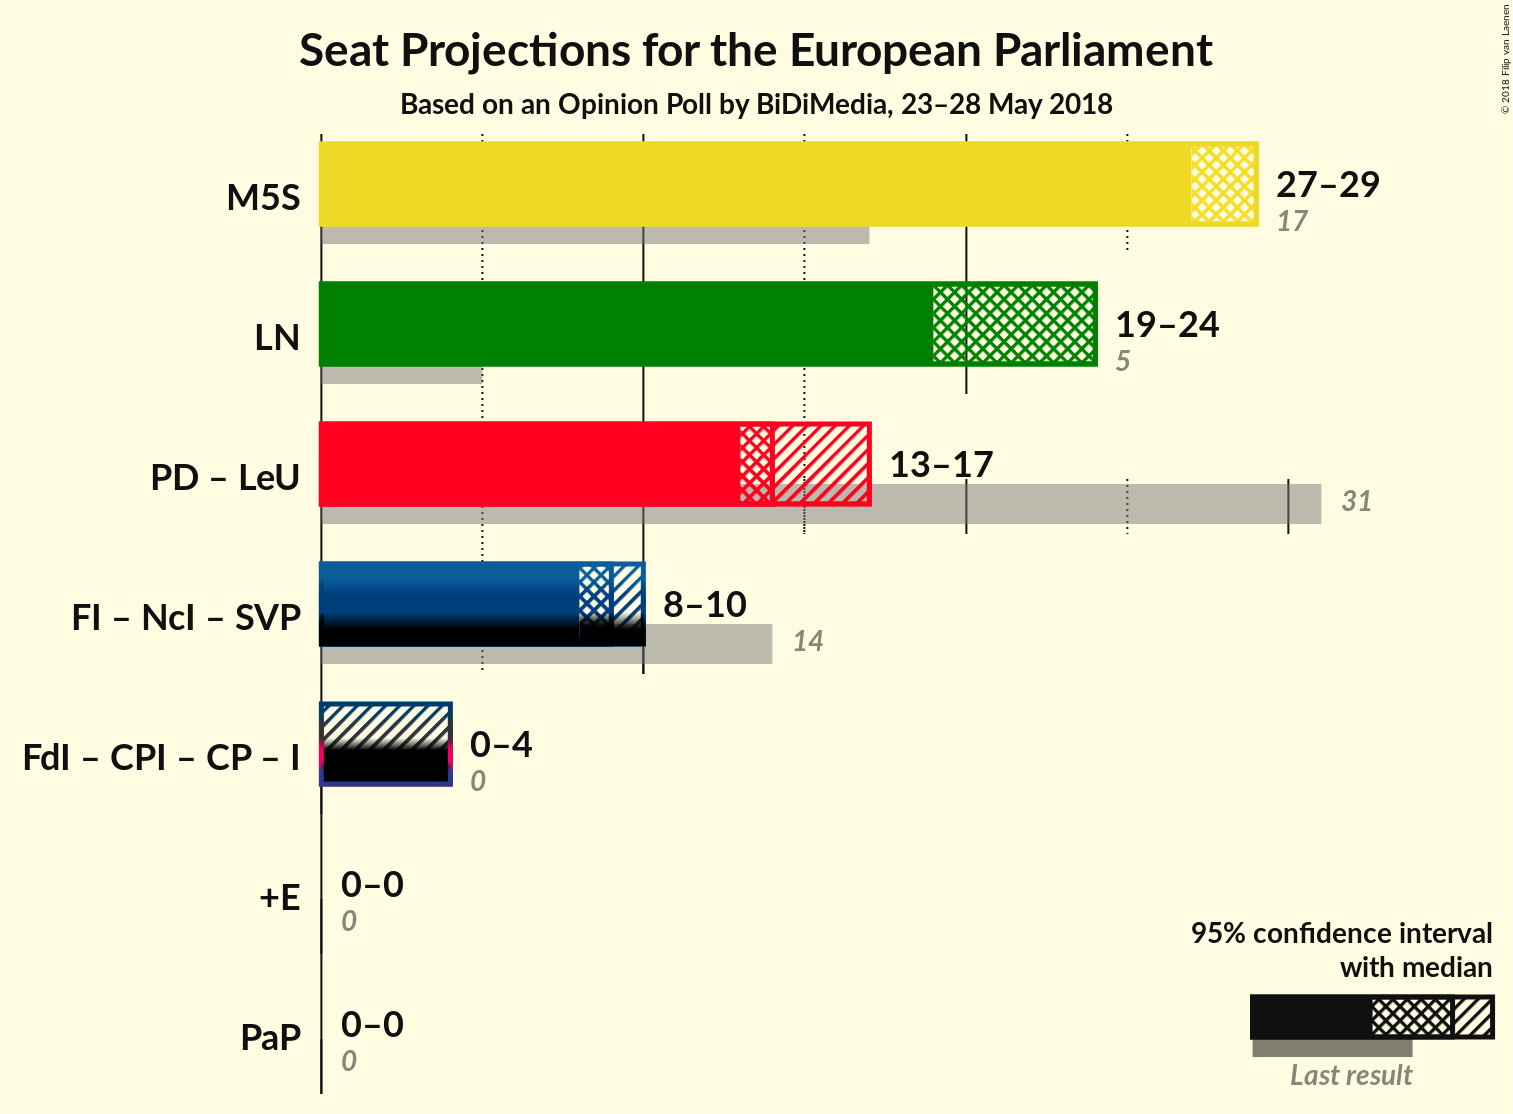 Seat Projections for the European Parliament
Based on an Opinion Poll by BiDiMedia, 23–28 May 2018
© 2018 Filip van Laenen
M5S
27–29
17
LN
19–24
5
PD – LeU
13–17
31
FI – NcI – SVP
8–10
14
FdI – CPI – CP – I
0–4
0
+E
0–0
0
PaP
0–0
0
95% confidence interval
with median
Last result